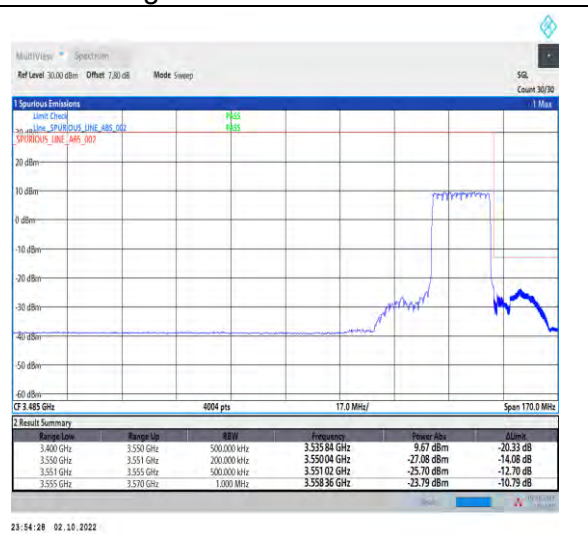 MultiView Spectrum
Ref Level 30.00 dBm Offset 7.80 dB Mode Sweep SGL
Count 30/30
1 Spurious Emissions 1 Max
Limit Check PASS
Line _SPURIOUS_LINE_ABS_002 PASS
_SPURIOUS_LINE_ABS_002
20 dBm
10 dBm
0 dBm
-10 dBm
-20 dBm
-30 dBm
-40 dBm
-50 dBm
-60 dBm
CF 3.485 GHz 4004 pts 17.0 MHz/ Span 170.0 MHz
2 Result Summary
Range Low Range Up RBW Frequency Power Abs ΔLimit
3.400 GHz 3.550 GHz 500.000 kHz 3.535 84 GHz 9.67 dBm -20.33 dB
3.550 GHz 3.551 GHz 200.000 kHz 3.550 04 GHz -27.08 dBm -14.08 dB
3.551 GHz 3.555 GHz 500.000 kHz 3.551 02 GHz -25.70 dBm -12.70 dB
3.555 GHz 3.570 GHz 1.000 MHz 3.558 36 GHz -23.79 dBm -10.79 dB
23:54:28 02.10.2022